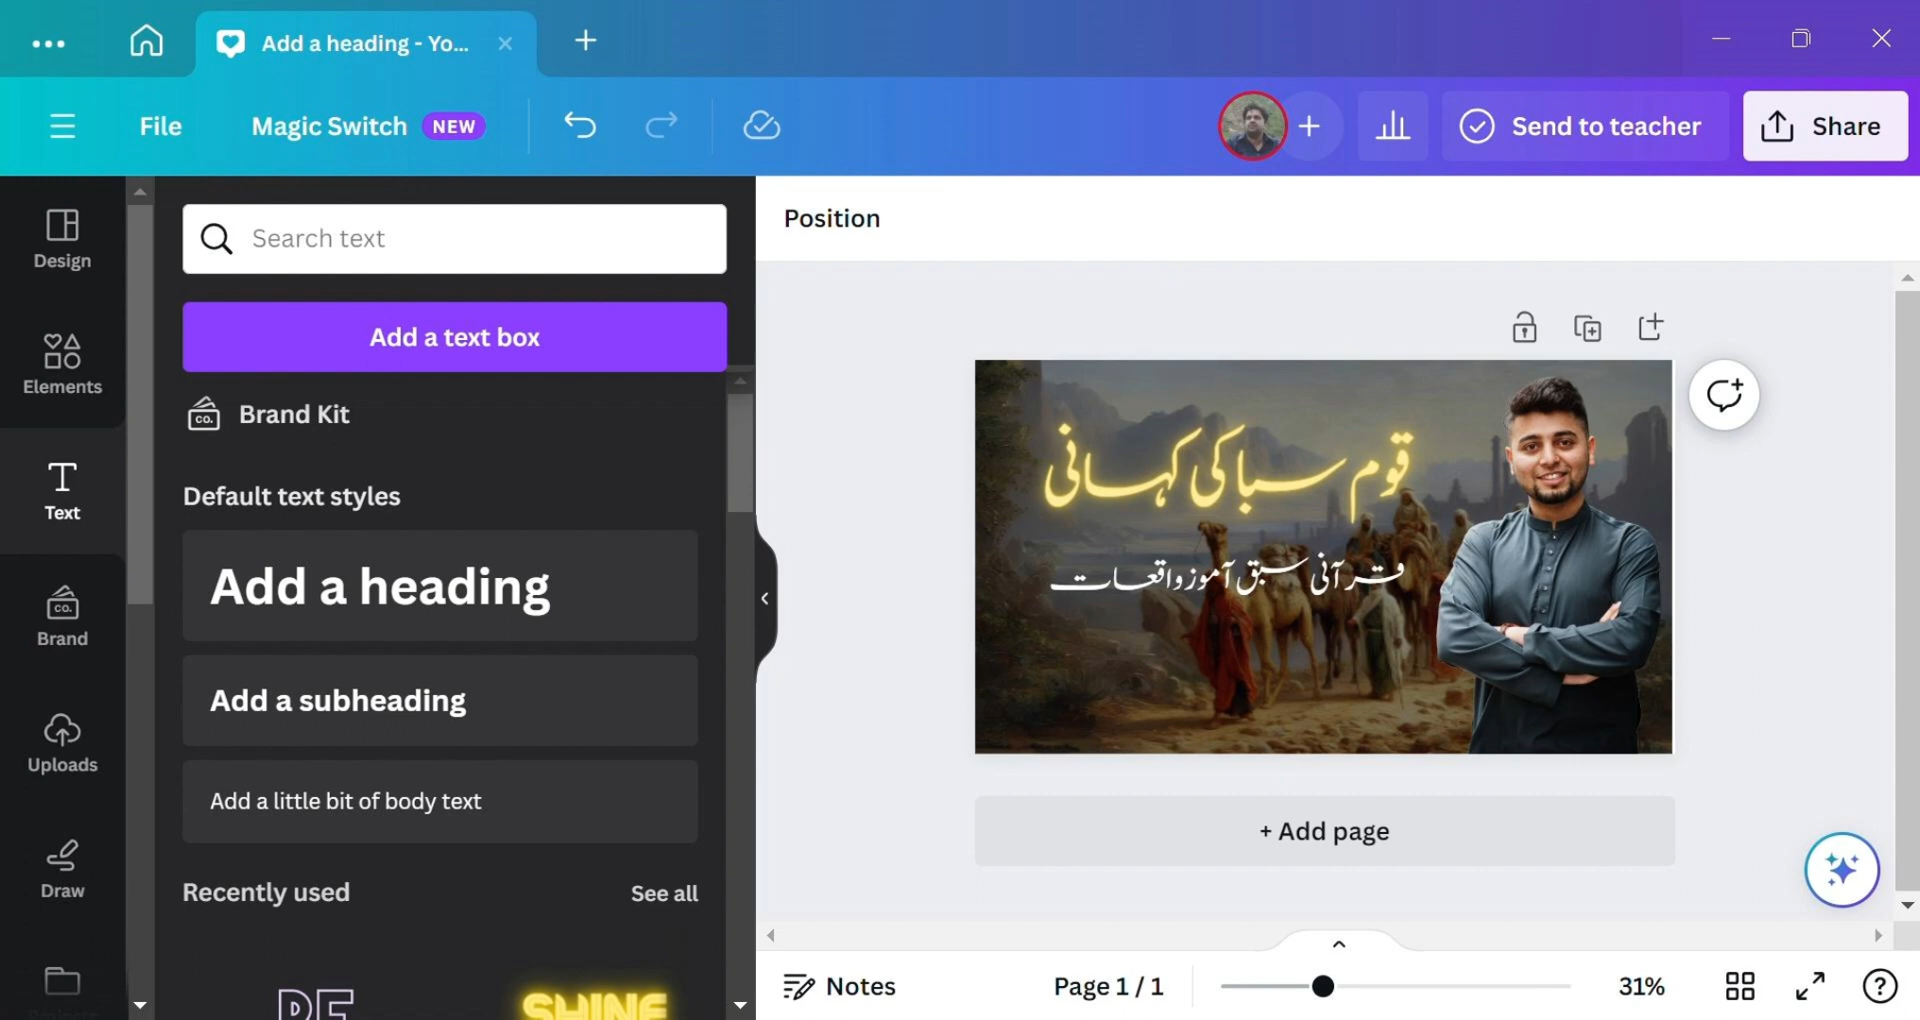 Add a heading - Yo...
File
Magic Switch NEW
Send to teacher
Share
Design
Elements
Text
Brand
Uploads
Draw
Search text
Add a text box
co. Brand Kit
Default text styles
Add a heading
Add a subheading
Add a little bit of body text
Recently used
See all
SHINE
Position
قوم سبا کی کہانی
قرآنی سبق آموز واقعات
+ Add page
Notes
Page 1 / 1
31%